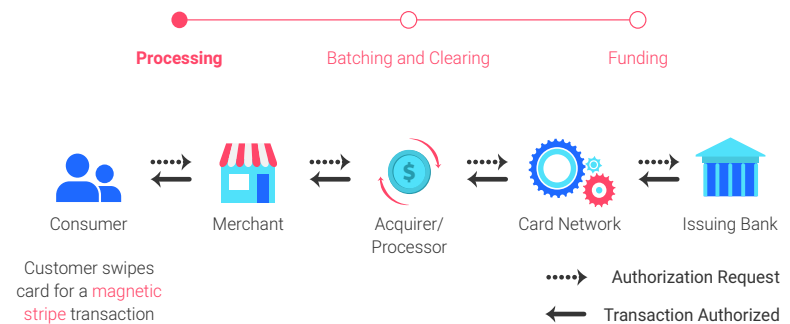 Processing
Batching and Clearing
Funding
Consumer
Merchant
Acquirer/
Processor
Card Network
Issuing Bank
Customer swipes
card for a magnetic
stripe transaction
Authorization Request
Transaction Authorized
$